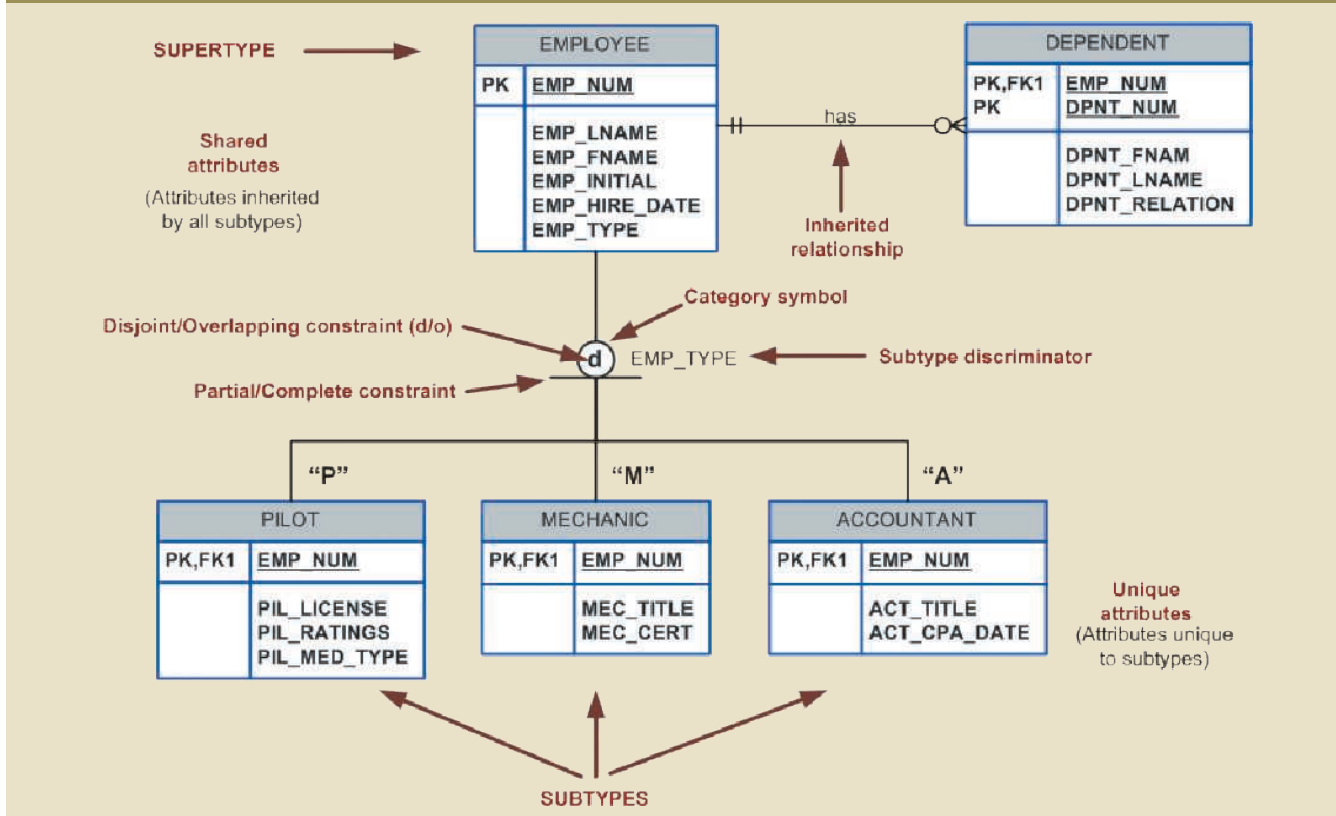 SUPERTYPE
EMPLOYEE
PK EMP_NUM
EMP_LNAME
EMP_FNAME
EMP_INITIAL
EMP_HIRE_DATE
EMP_TYPE
has
DEPENDENT
PK,FK1 EMP_NUM
PK DPNT_NUM
DPNT_FNAM
DPNT_LNAME
DPNT_RELATION
Shared
attributes
(Attributes inherited
by all subtypes)
Inherited
relationship
Category symbol
Disjoint/Overlapping constraint (d/o)
d EMP_TYPE
Subtype discriminator
Partial/Complete constraint
“P” “M” “A”
PILOT
PK,FK1 EMP_NUM
PIL_LICENSE
PIL_RATINGS
PIL_MED_TYPE
MECHANIC
PK,FK1 EMP_NUM
MEC_TITLE
MEC_CERT
ACCOUNTANT
PK,FK1 EMP_NUM
ACT_TITLE
ACT_CPA_DATE
Unique
attributes
(Attributes unique
to subtypes)
SUBTYPES